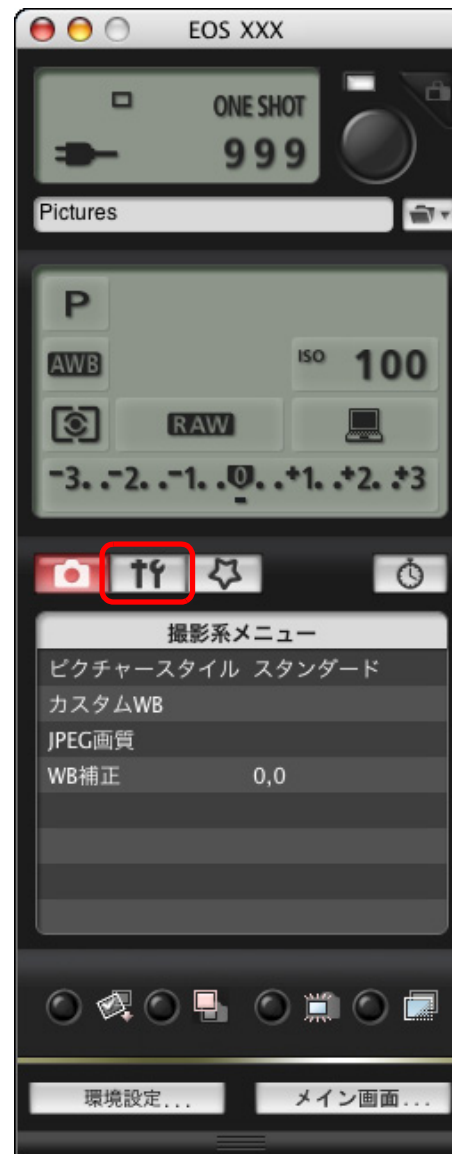 EOS XXX
ONE SHOT
999
Pictures
P
AWB
ISO 100
RAW
-3..-2..-1..0..+1..+2..+3
撮影系メニュー
ピクチャースタイル スタンダード
カスタムWB
JPEG画質
WB補正 0,0
環境設定...
メイン画面...